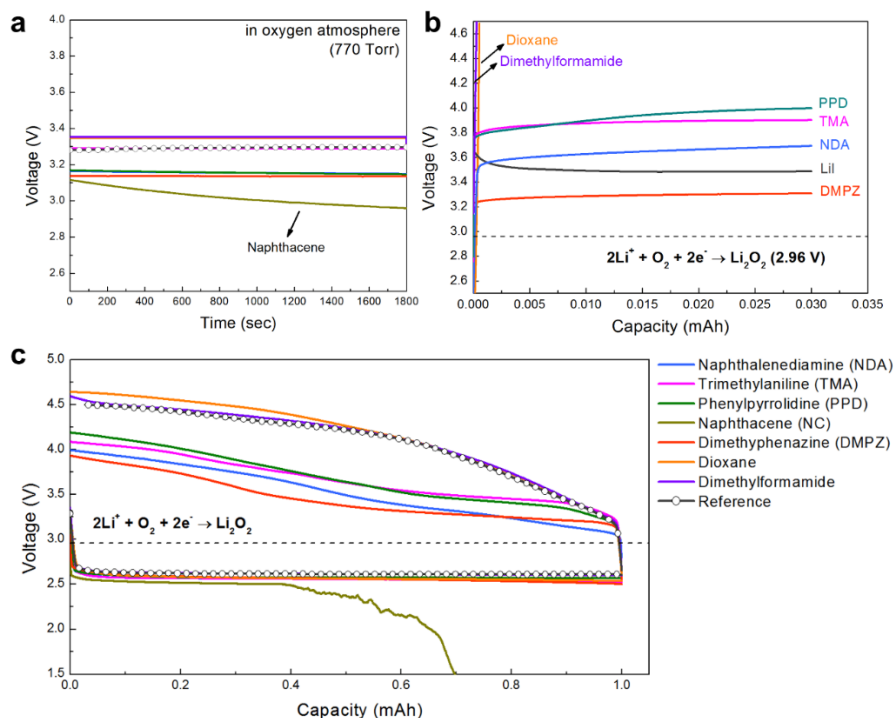 a
in oxygen atmosphere
(770 Torr)
4.0
3.8
3.6
3.4
3.2
3.0
2.8
2.6
Voltage (V)
Naphthacene
0 200 400 600 800 1000 1200 1400 1600 1800
Time (sec)
b
Dioxane
Dimethylformamide
4.6
4.4
4.2
4.0
3.8
3.6
3.4
3.2
3.0
2.8
2.6
Voltage (V)
PPD
TMA
NDA
LiI
DMPZ
2Li⁺ + O₂ + 2e⁻ → Li₂O₂ (2.96 V)
0.000 0.005 0.010 0.015 0.020 0.025 0.030 0.035
Capacity (mAh)
c
5.0
4.5
4.0
3.5
3.0
2.5
2.0
1.5
Voltage (V)
2Li⁺ + O₂ + 2e⁻ → Li₂O₂
0.0 0.2 0.4 0.6 0.8 1.0
Capacity (mAh)
Naphthalenediamine (NDA)
Trimethylaniline (TMA)
Phenylpyrrolidine (PPD)
Naphthacene (NC)
Dimethyphenazine (DMPZ)
Dioxane
Dimethylformamide
Reference